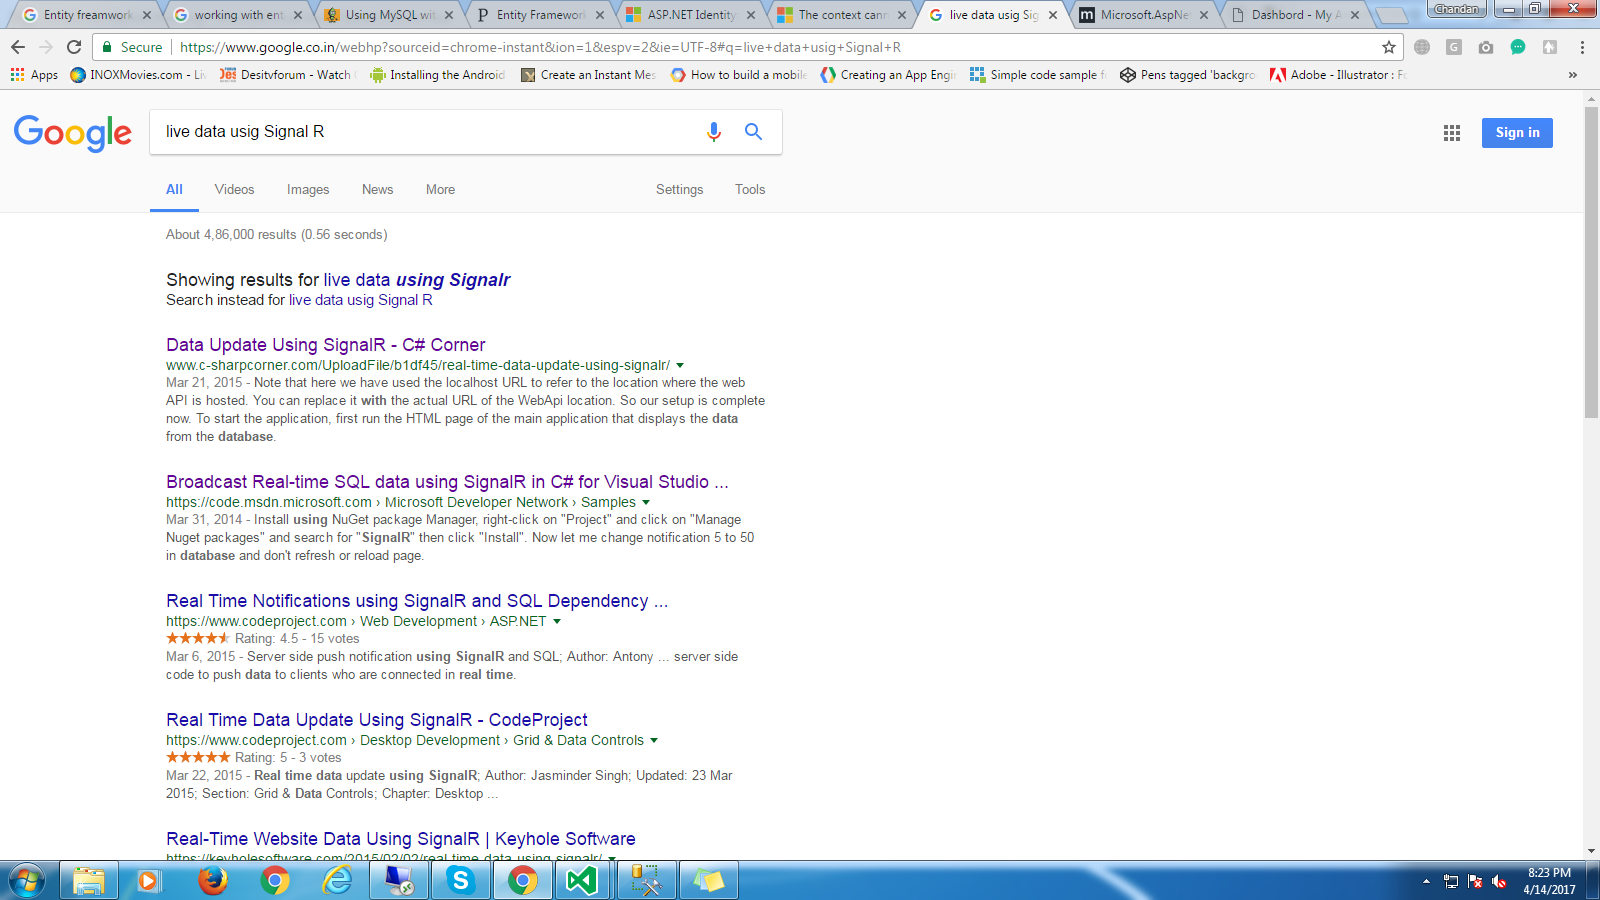 Entity freamwork
working with ent
Using MySQL wit
Entity Framework
ASP.NET Identity
The context cann
live data usig Sig
Microsoft.AspNe
Dashbord - My A
Chandan
Secure
https://www.google.co.in/webhp?sourceid=chrome-instant&ion=1&espv=2&ie=UTF-8#q=live+data+usig+Signal+R
Apps
INOXMovies.com - Liv
Desitvforum - Watch
Installing the Android
Create an Instant Mes
How to build a mobile
Creating an App Engi
Simple code sample f
Pens tagged 'backgro
Adobe - Illustrator : Fo
Google
live data usig Signal R
Sign in
All Videos Images News More Settings Tools
About 4,86,000 results (0.56 seconds)
Showing results for live data using Signalr
Search instead for live data usig Signal R
Data Update Using SignalR - C# Corner
www.c-sharpcorner.com/UploadFile/b1df45/real-time-data-update-using-signalr/
Mar 21, 2015 - Note that here we have used the localhost URL to refer to the location where the web
API is hosted. You can replace it with the actual URL of the WebApi location. So our setup is complete
now. To start the application, first run the HTML page of the main application that displays the data
from the database.
Broadcast Real-time SQL data using SignalR in C# for Visual Studio ...
https://code.msdn.microsoft.com › Microsoft Developer Network › Samples
Mar 31, 2014 - Install using NuGet package Manager, right-click on "Project" and click on "Manage
Nuget packages" and search for "SignalR" then click "Install". Now let me change notification 5 to 50
in database and don't refresh or reload page.
Real Time Notifications using SignalR and SQL Dependency ...
https://www.codeproject.com › Web Development › ASP.NET
Rating: 4.5 - 15 votes
Mar 6, 2015 - Server side push notification using SignalR and SQL; Author: Antony ... server side
code to push data to clients who are connected in real time.
Real Time Data Update Using SignalR - CodeProject
https://www.codeproject.com › Desktop Development › Grid & Data Controls
Rating: 5 - 3 votes
Mar 22, 2015 - Real time data update using SignalR; Author: Jasminder Singh; Updated: 23 Mar
2015; Section: Grid & Data Controls; Chapter: Desktop ...
Real-Time Website Data Using SignalR | Keyhole Software
https://keyholesoftware.com/2015/02/02/real-time-data-using-signalr/
8:23 PM
4/14/2017